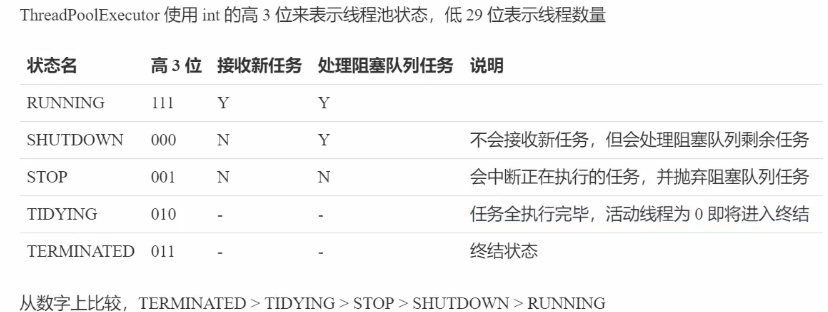 ThreadPoolExecutor 使用 int 的高 3 位来表示线程池状态，低 29 位表示线程数量
状态名 高 3 位 接收新任务 处理阻塞队列任务 说明
RUNNING 111 Y Y
SHUTDOWN 000 N Y 不会接收新任务，但会处理阻塞队列剩余任务
STOP 001 N N 会中断正在执行的任务，并抛弃阻塞队列任务
TIDYING 010 - - 任务全执行完毕，活动线程为 0 即将进入终结
TERMINATED 011 - - 终结状态
从数字上比较，TERMINATED > TIDYING > STOP > SHUTDOWN > RUNNING